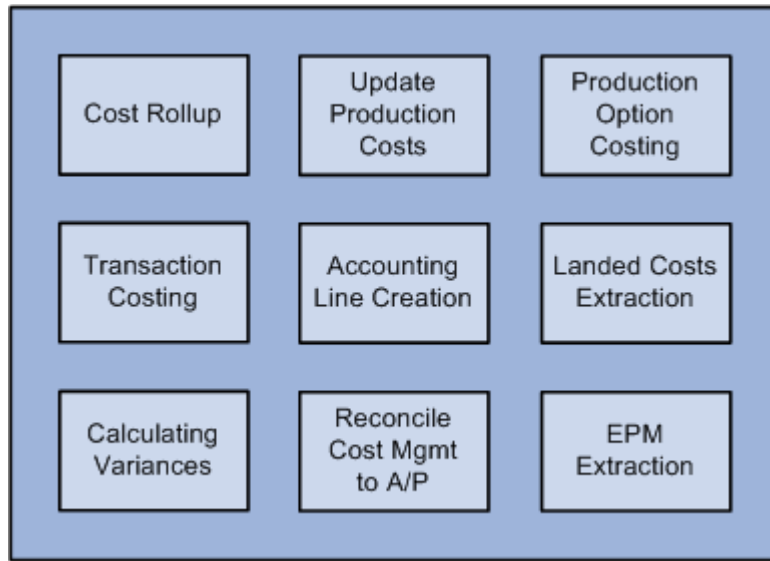 Cost Rollup
Update
Production
Costs
Production
Option
Costing
Transaction
Costing
Accounting
Line Creation
Landed Costs
Extraction
Calculating
Variances
Reconcile
Cost Mgmt
to A/P
EPM
Extraction